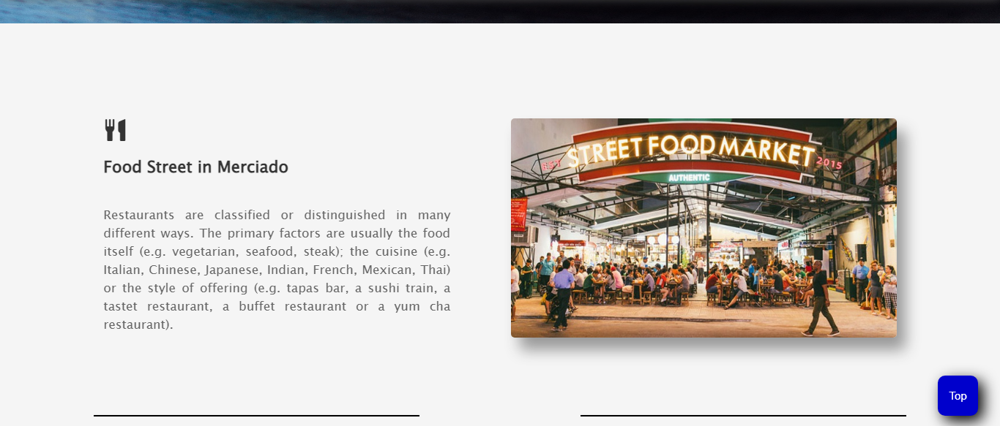 Food Street in Merciado
Restaurants are classified or distinguished in many
different ways. The primary factors are usually the food
itself (e.g. vegetarian, seafood, steak); the cuisine (e.g.
Italian, Chinese, Japanese, Indian, French, Mexican, Thai)
or the style of offering (e.g. tapas bar, a sushi train, a
tastet restaurant, a buffet restaurant or a yum cha
restaurant).
STREET FOOD MARKET
EST 2015
AUTHENTIC
Top